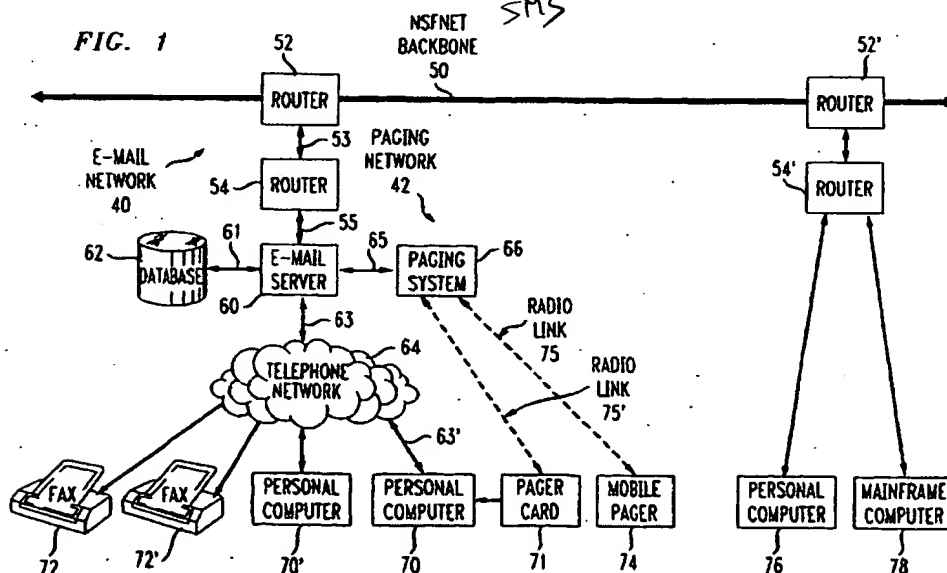 SMS
FIG. 1
NSFNET
BACKBONE
50
52
52'
ROUTER
ROUTER
53
E-MAIL
NETWORK
40
PAGING
NETWORK
42
54
ROUTER
54'
ROUTER
55
62
DATABASE
61
E-MAIL
SERVER
60
65
PAGING
SYSTEM
66
63
RADIO
LINK
75
64
TELEPHONE
NETWORK
RADIO
LINK
75'
63'
FAX
FAX
PERSONAL
COMPUTER
PERSONAL
COMPUTER
PAGER
CARD
MOBILE
PAGER
PERSONAL
COMPUTER
MAINFRAME
COMPUTER
72
72'
70'
70
71
74
76
78